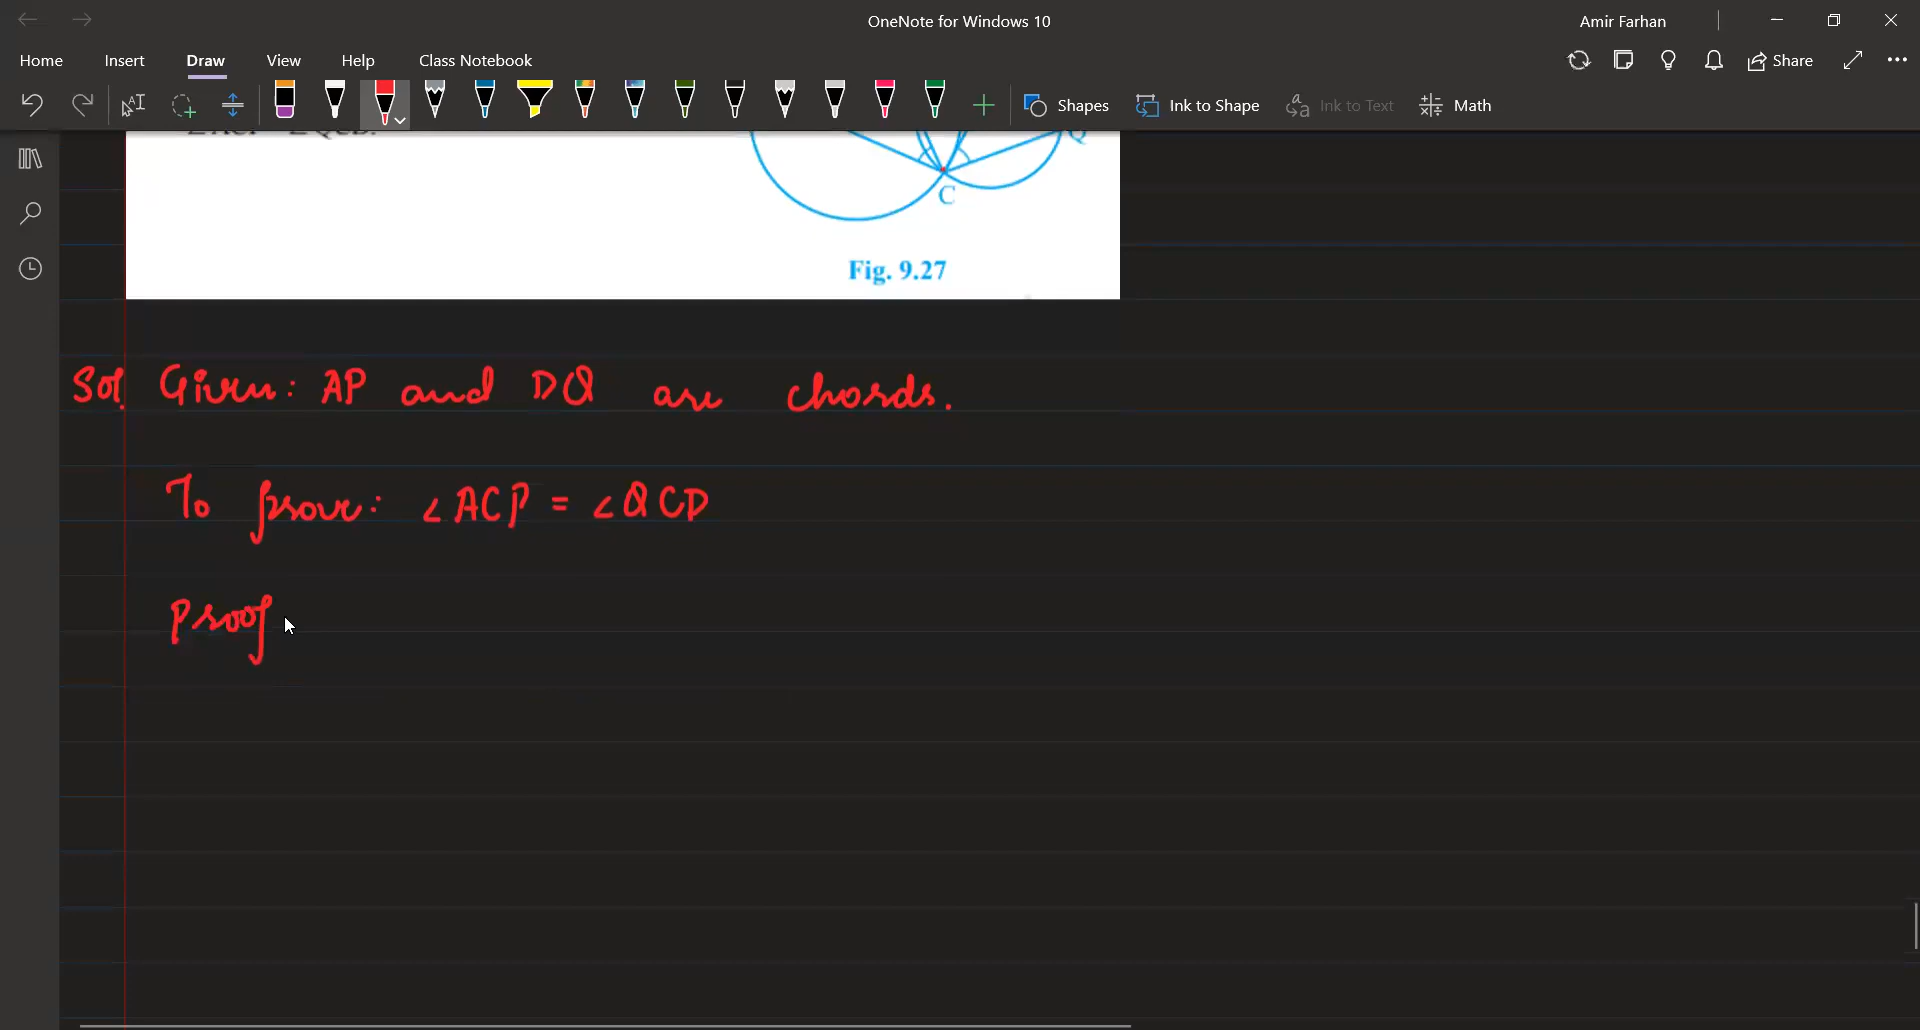 OneNote for Windows 10
Amir Farhan
Home Insert Draw View Help Class Notebook
Share
Shapes Ink to Shape Ink to Text Math
Q
C
Fig. 9.27
Sol. Given: AP and DQ are chords.
To prove: ∠ACP = ∠QCD
Proof